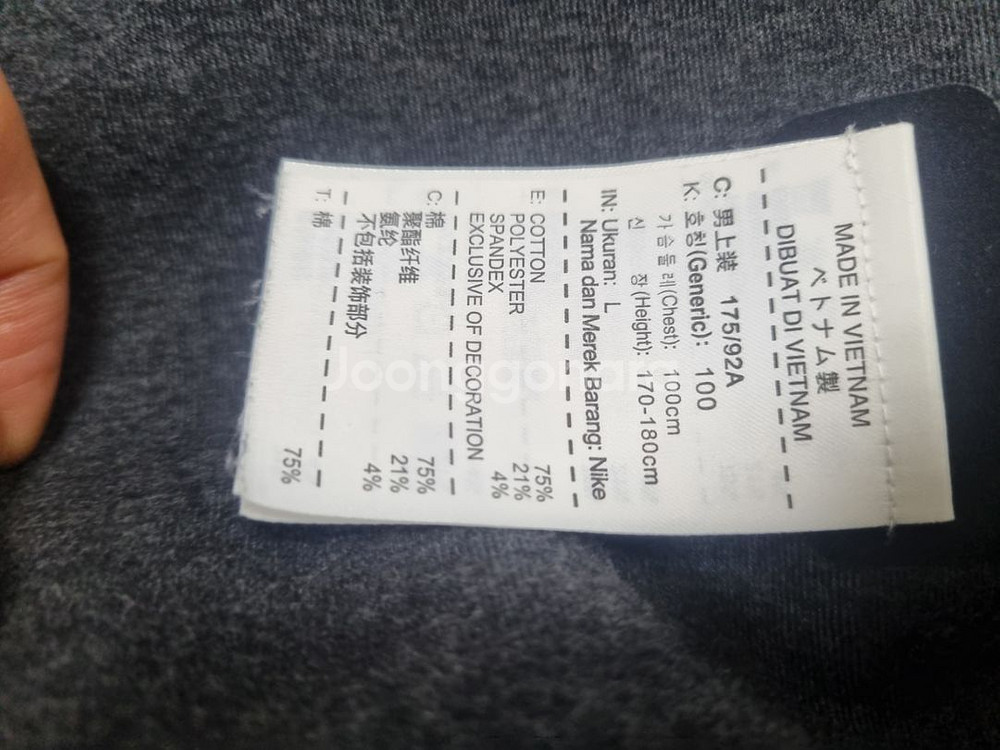 MADE IN VIETNAM
ベトナム製
DIBUAT DI VIETNAM
C: 男上装 175/92A
K: 호칭(Generic): 100
가슴둘레(Chest): 100cm
신 장(Height): 170-180cm
IN: Ukuran: L
Nama dan Merek Barang: Nike
E: COTTON 75%
POLYESTER 21%
SPANDEX 4%
EXCLUSIVE OF DECORATION
C: 棉 75%
聚酯纤维 21%
氨纶 4%
不包括装饰部分
T: 棉 75%
Joonggonara